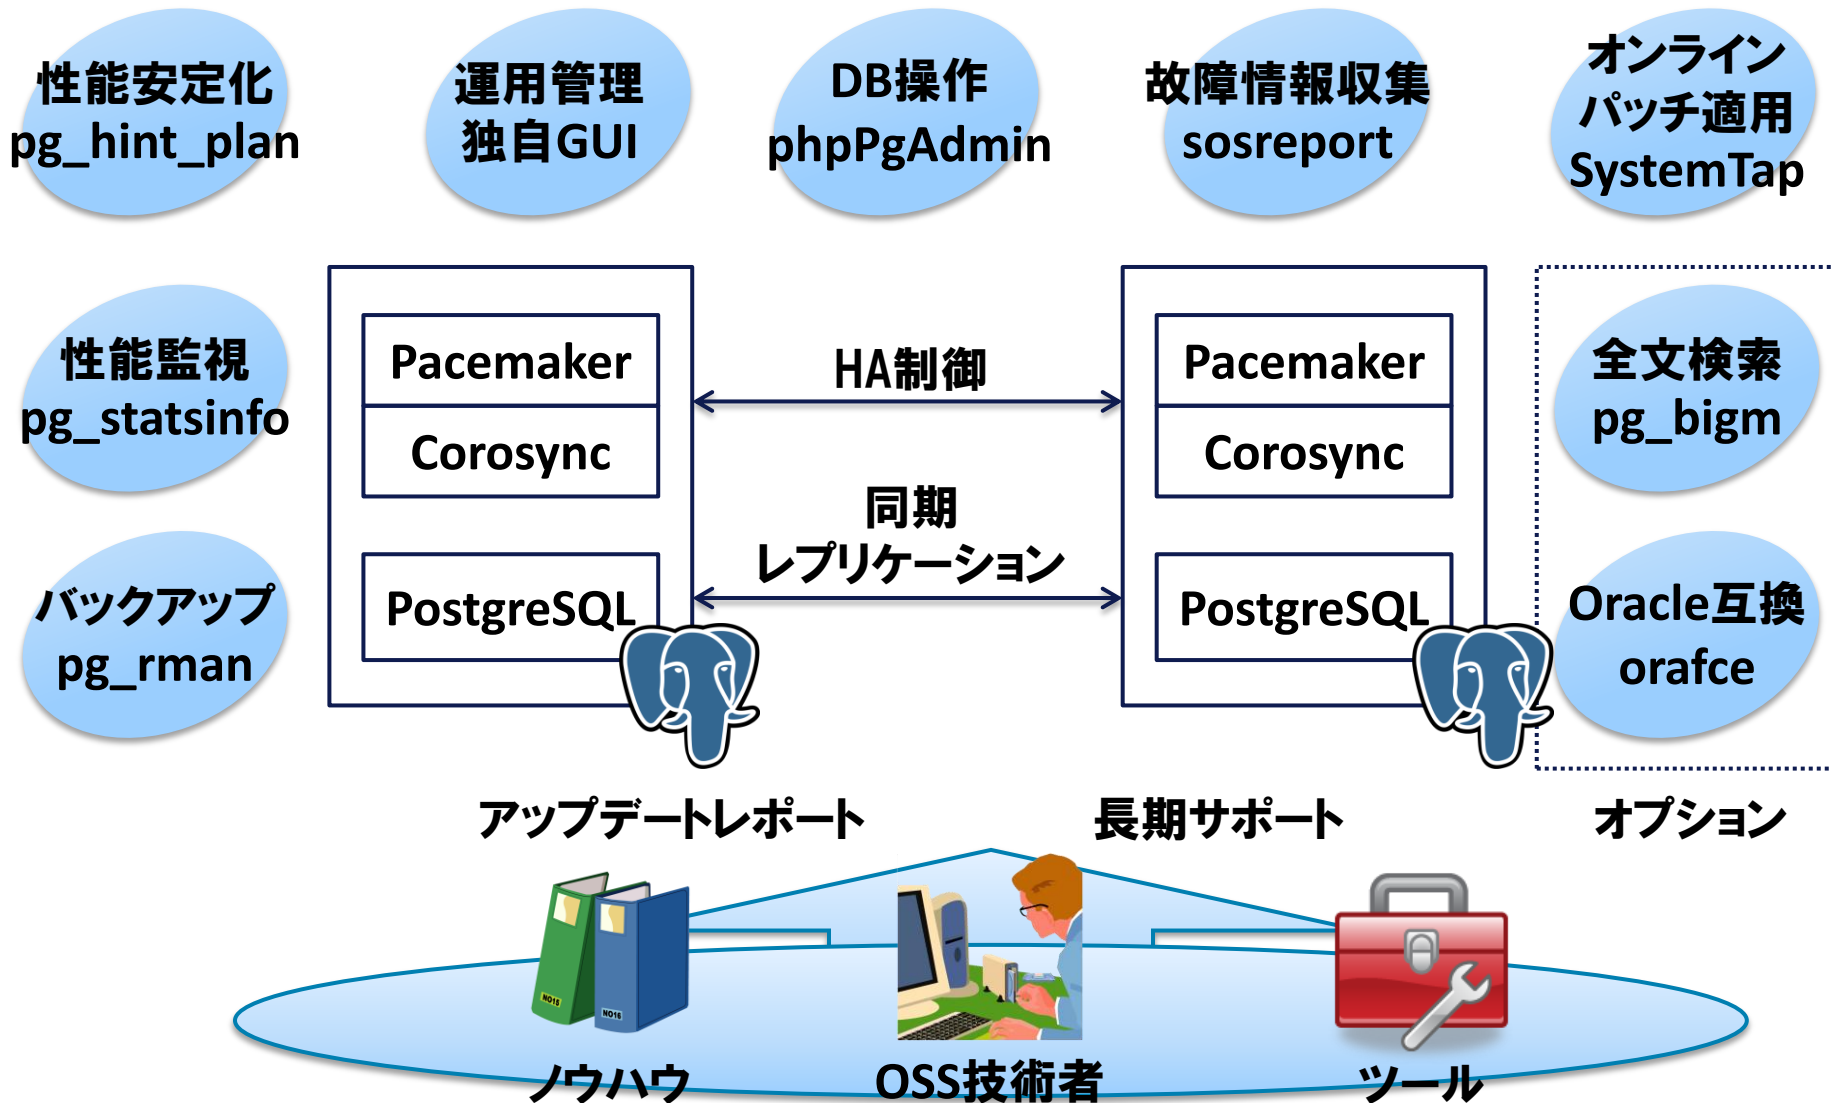 性能安定化
pg_hint_plan
運用管理
独自GUI
DB操作
phpPgAdmin
故障情報収集
sosreport
オンライン
パッチ適用
SystemTap
性能監視
pg_statsinfo
バックアップ
pg_rman
Pacemaker
Corosync
PostgreSQL
HA制御
同期
レプリケーション
Pacemaker
Corosync
PostgreSQL
全文検索
pg_bigm
Oracle互換
orafce
アップデートレポート
長期サポート
オプション
NO15
NO16
ノウハウ
OSS技術者
ツール